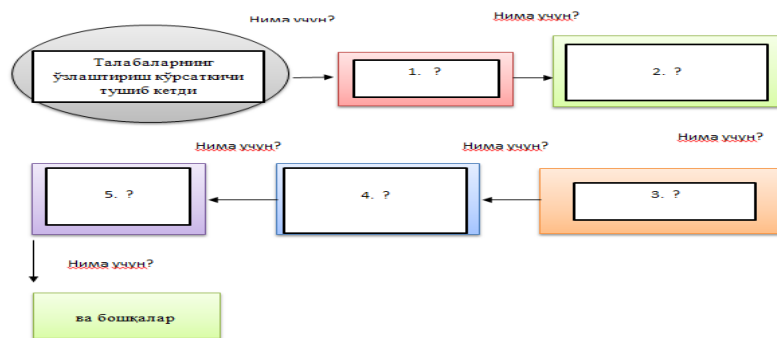 Нима учун?
Нима учун?
Талабаларнинг
ўзлаштириш кўрсаткичи
тушиб кетди
1. ?
2. ?
Нима учун?
Нима учун?
Нима учун?
5. ?
4. ?
3. ?
Нима учун?
ва бошқалар